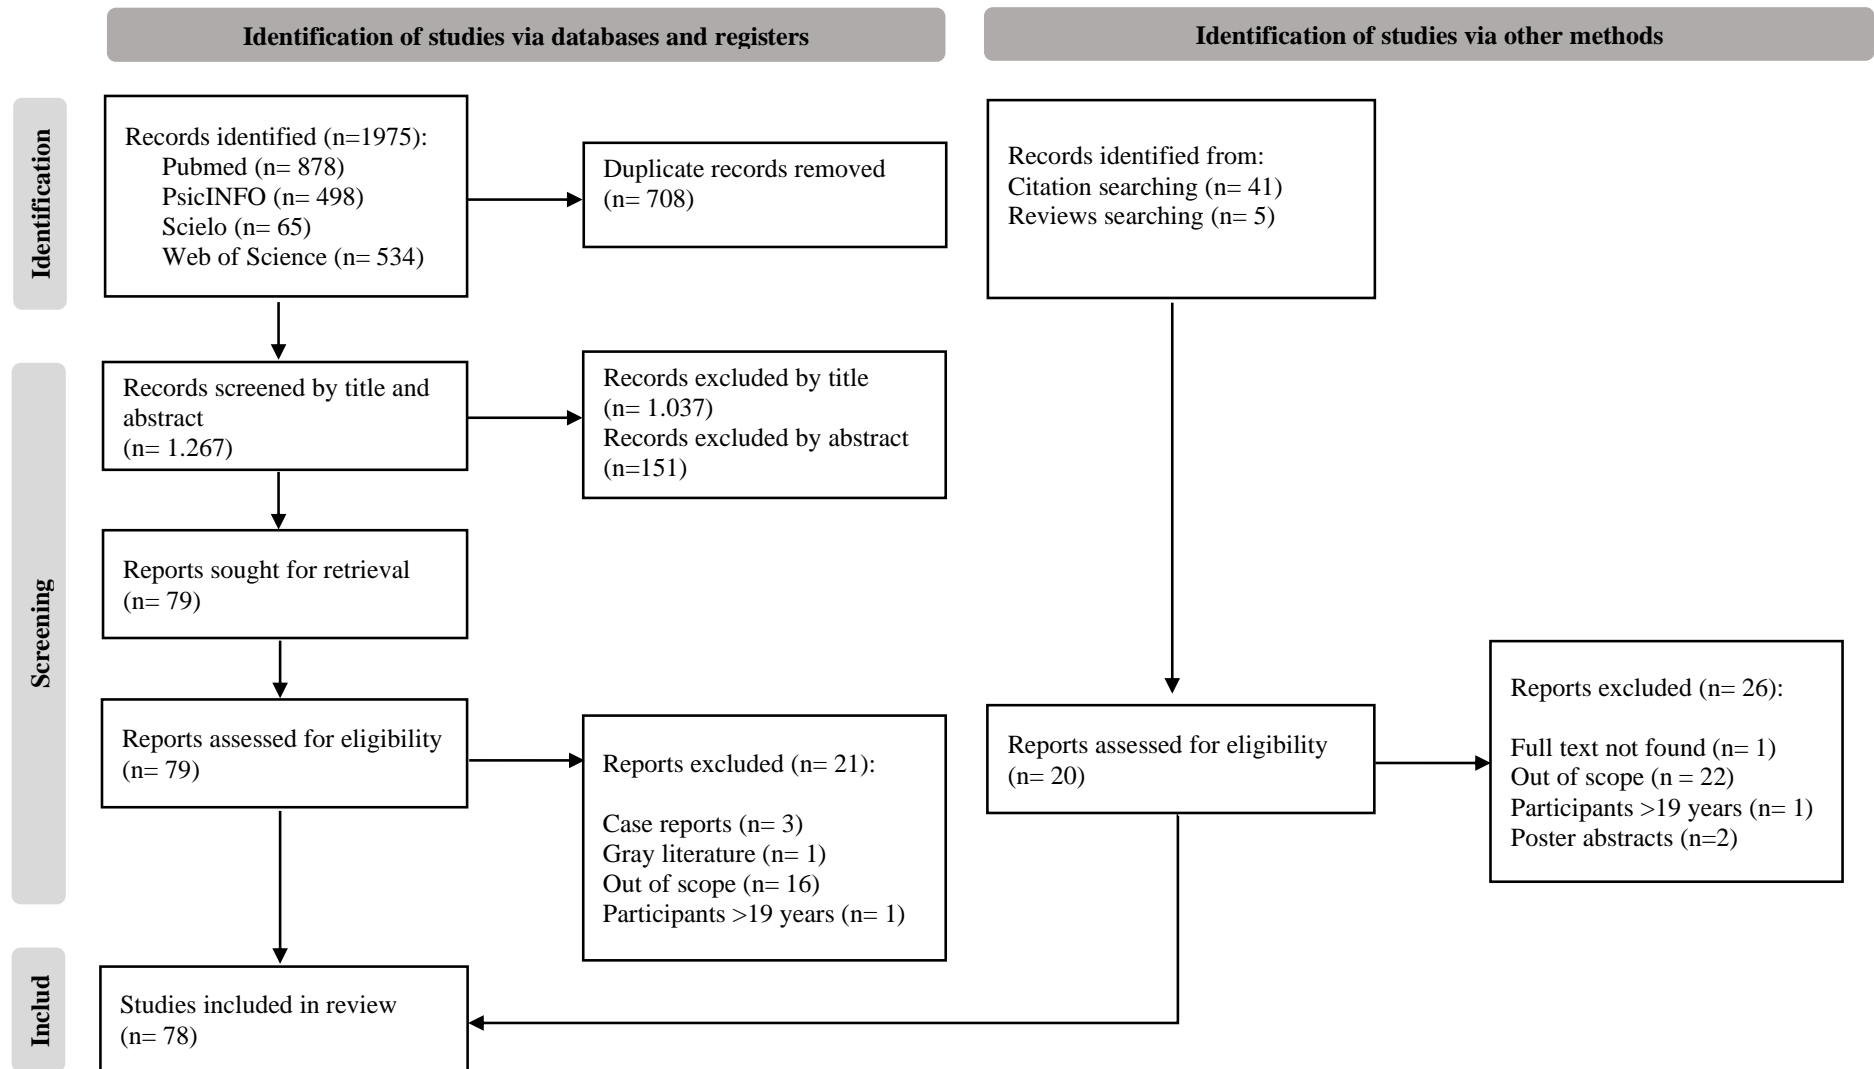 Identification of studies via databases and registers
Identification of studies via other methods
Identification
Records identified (n=1975):
Pubmed (n= 878)
PsicINFO (n= 498)
Scielo (n= 65)
Web of Science (n= 534)
Duplicate records removed
(n= 708)
Records identified from:
Citation searching (n= 41)
Reviews searching (n= 5)
Screening
Records screened by title and
abstract
(n= 1.267)
Records excluded by title
(n= 1.037)
Records excluded by abstract
(n=151)
Reports sought for retrieval
(n= 79)
Reports assessed for eligibility
(n= 79)
Reports excluded (n= 21):
Case reports (n= 3)
Gray literature (n= 1)
Out of scope (n= 16)
Participants >19 years (n= 1)
Reports assessed for eligibility
(n= 20)
Reports excluded (n= 26):
Full text not found (n= 1)
Out of scope (n = 22)
Participants >19 years (n= 1)
Poster abstracts (n=2)
Includ
Studies included in review
(n= 78)